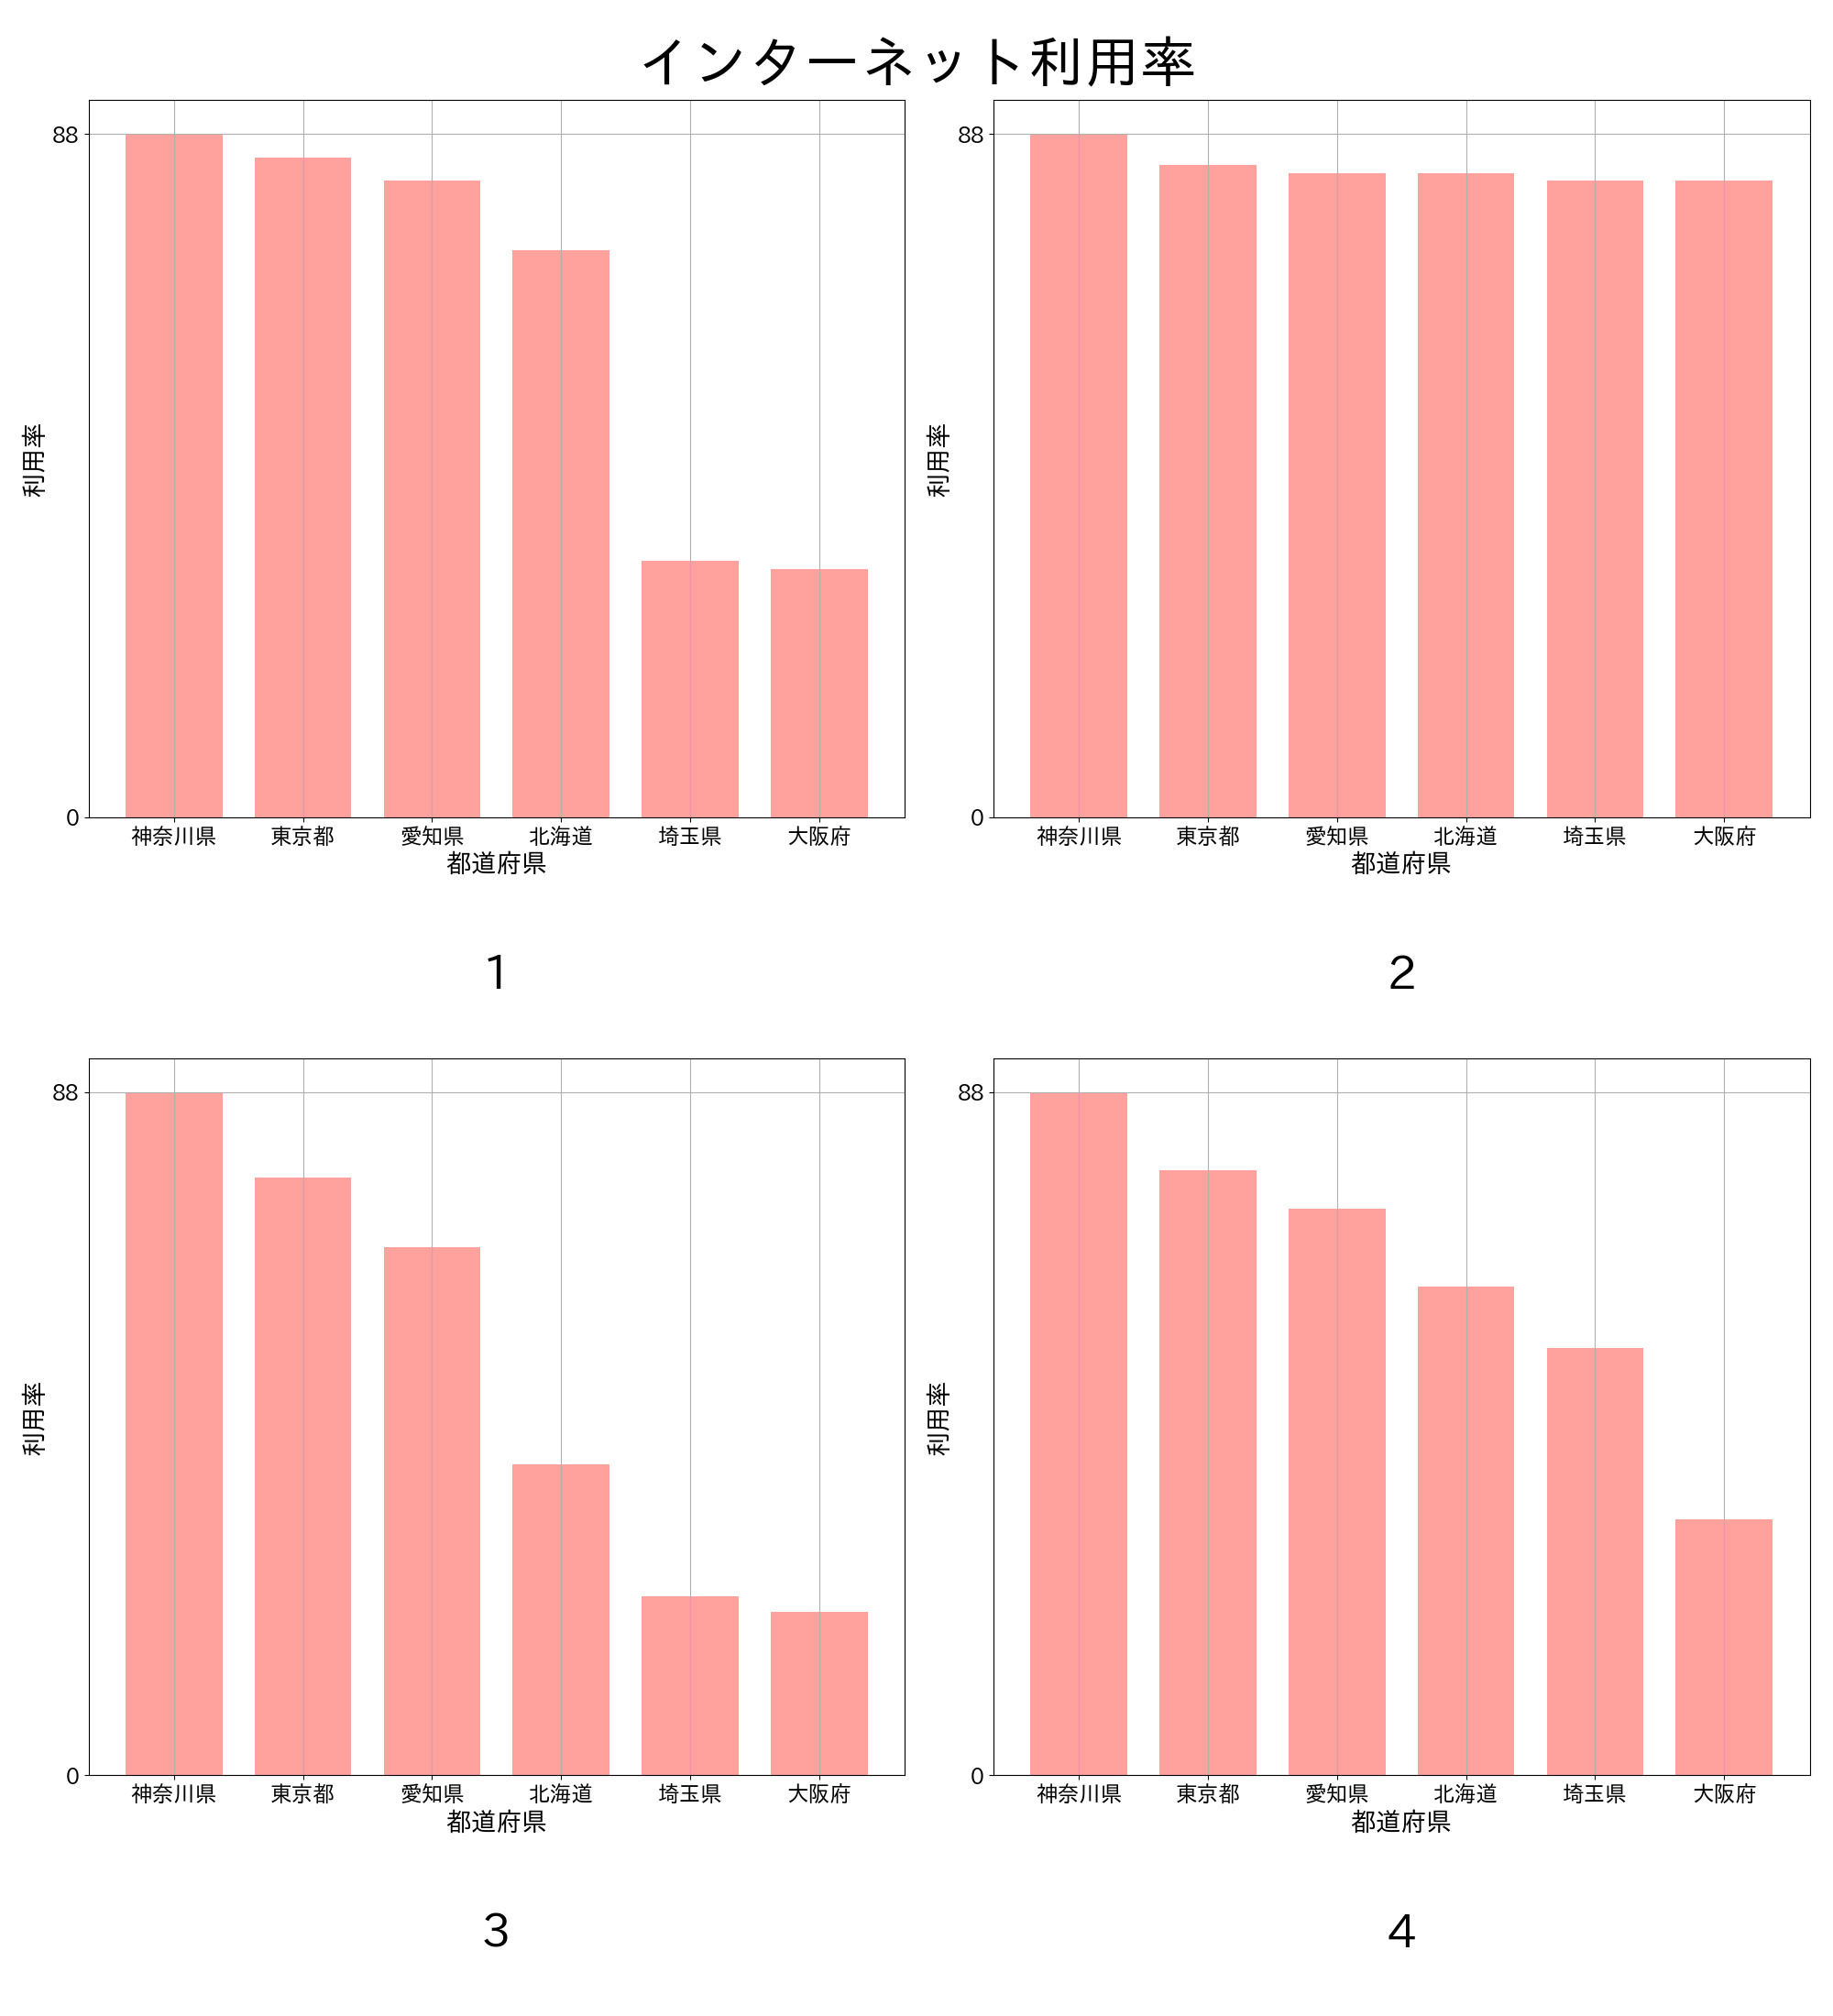 インターネット利用率
88
利用率
0
神奈川県 東京都 愛知県 北海道 埼玉県 大阪府
都道府県
1
88
利用率
0
神奈川県 東京都 愛知県 北海道 埼玉県 大阪府
都道府県
2
88
利用率
0
神奈川県 東京都 愛知県 北海道 埼玉県 大阪府
都道府県
3
88
利用率
0
神奈川県 東京都 愛知県 北海道 埼玉県 大阪府
都道府県
4